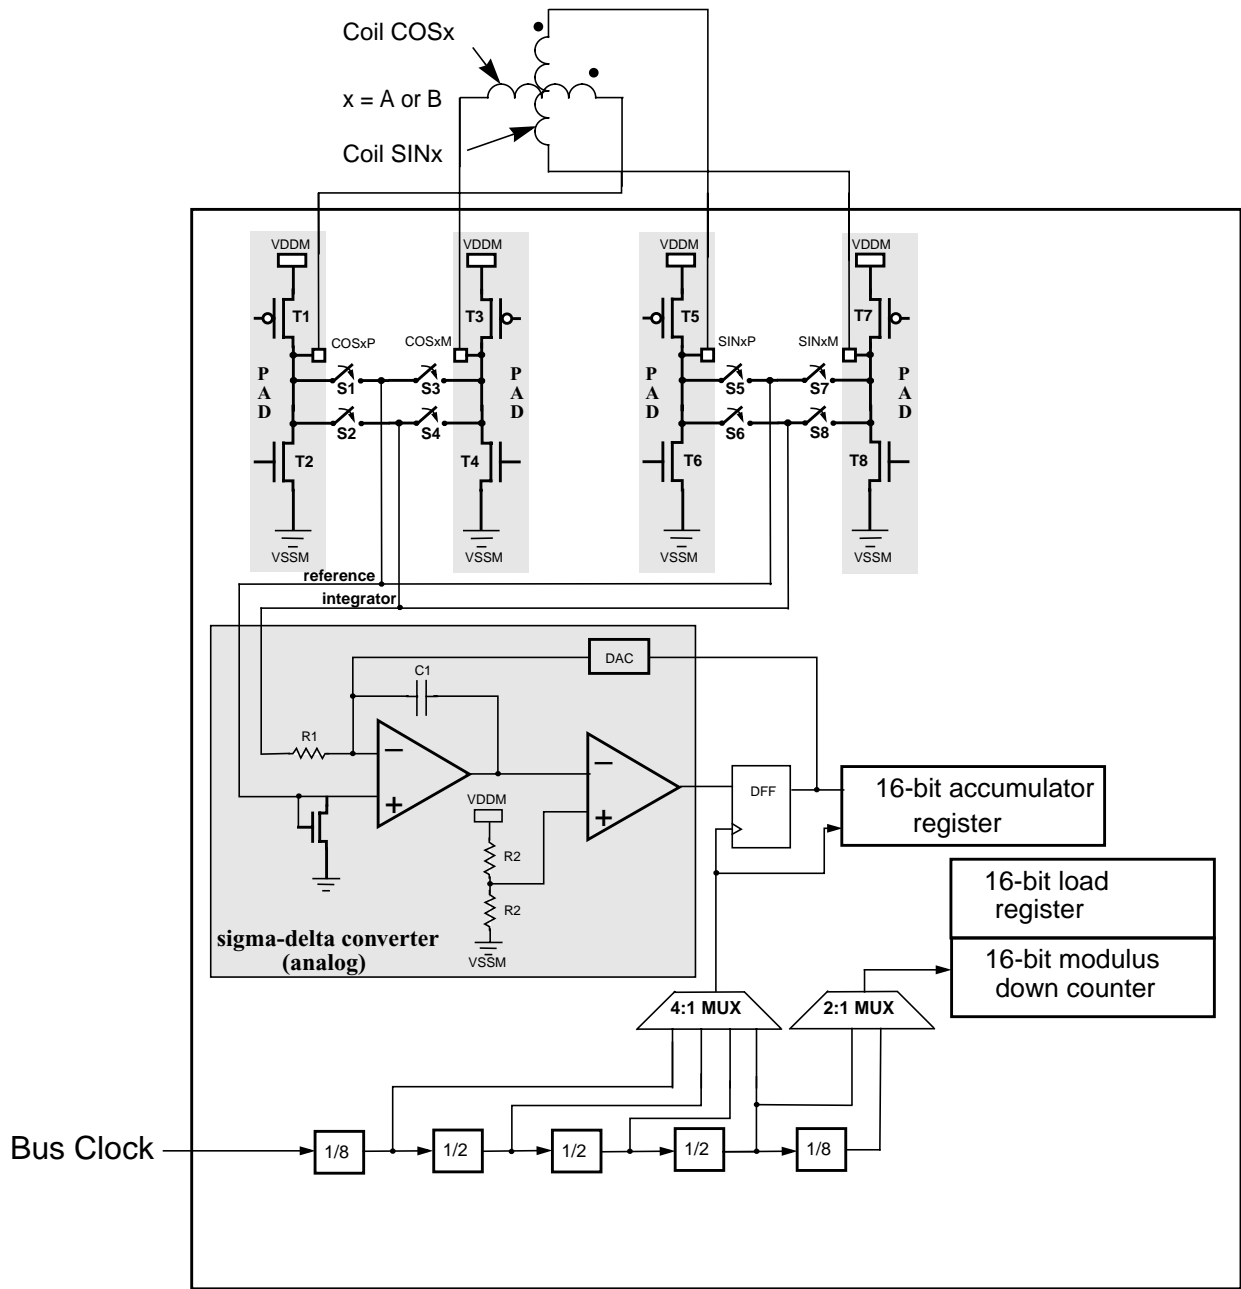 Coil COSx
x = A or B
Coil SINx
VDDM
VDDM
VDDM
VDDM
T1
T3
T5
T7
COSxP
COSxM
SINxP
SINxM
P
A
D
P
A
D
P
A
D
P
A
D
S1
S3
S5
S7
S2
S4
S6
S8
T2
T4
T6
T8
VSSM
VSSM
VSSM
VSSM
reference
integrator
DAC
C1
R1
VDDM
R2
R2
VSSM
DFF
16-bit accumulator
register
16-bit load
register
16-bit modulus
down counter
sigma-delta converter
(analog)
4:1 MUX
2:1 MUX
Bus Clock
1/8
1/2
1/2
1/2
1/8